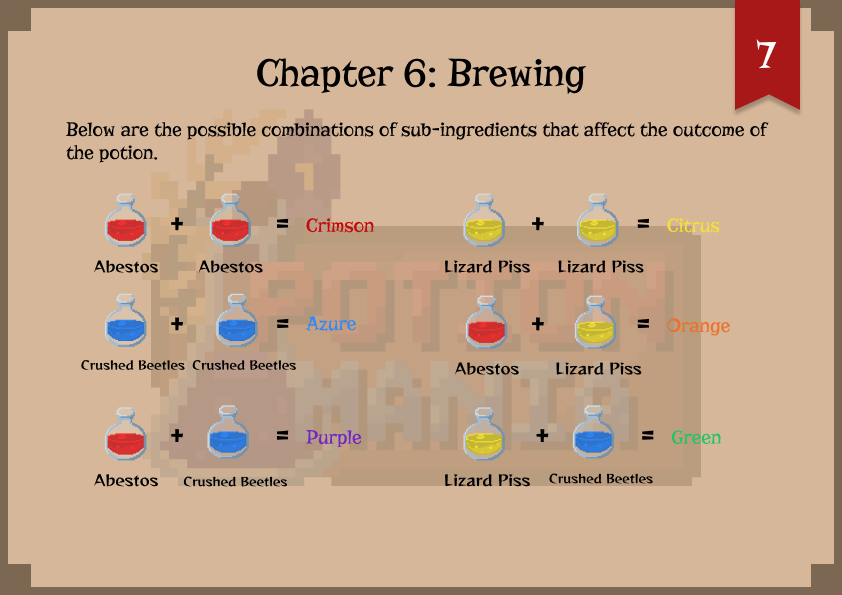 7
Chapter 6: Brewing
Below are the possible combinations of sub-ingredients that affect the outcome of
the potion.
+ = Crimson
Abestos Abestos
+ = Citrus
Lizard Piss Lizard Piss
+ = Azure
Crushed Beetles Crushed Beetles
+ = Orange
Abestos Lizard Piss
+ = Purple
Abestos Crushed Beetles
+ = Green
Lizard Piss Crushed Beetles
POTION
MANIA